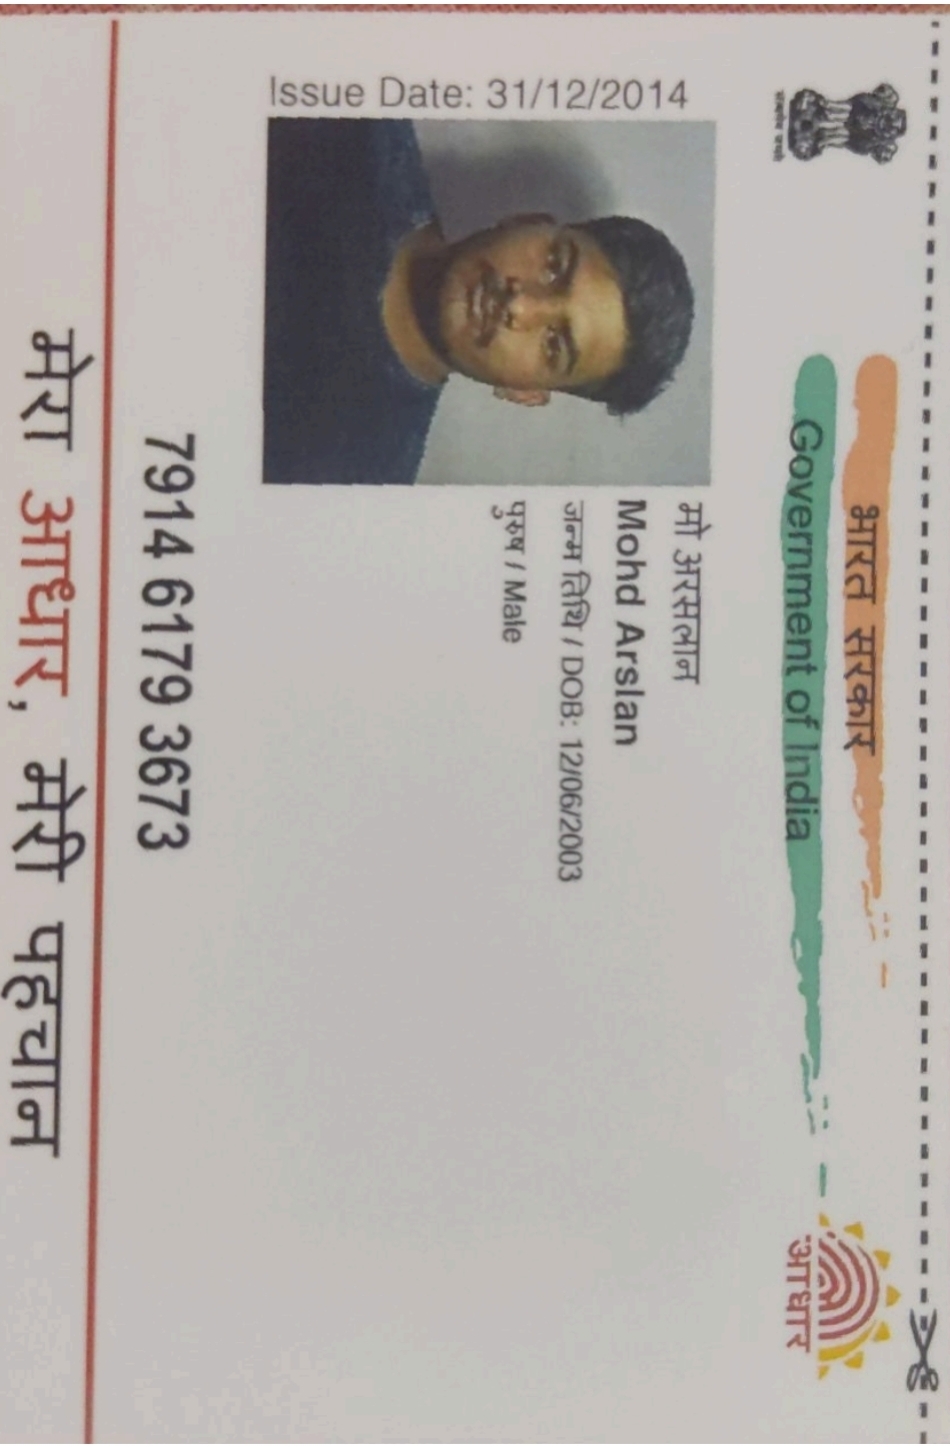 भारत सरकार
Government of India
आधार
Issue Date: 31/12/2014
मो अरसलान
Mohd Arslan
जन्म तिथि / DOB: 12/06/2003
पुरुष / Male
7914 6179 3673
मेरा आधार, मेरी पहचान